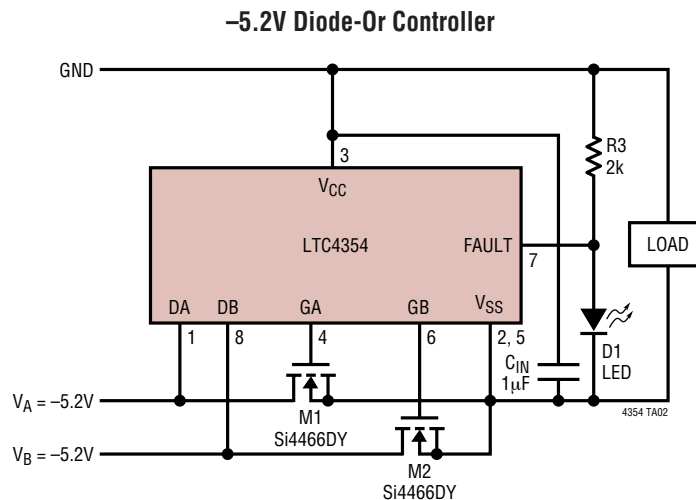 –5.2V Diode-Or Controller
GND
3
VCC
R3
2k
LTC4354
FAULT
7
LOAD
DA
DB
GA
GB
VSS
1
8
4
6
2, 5
CIN
1µF
D1
LED
VA = –5.2V
M1
Si4466DY
4354 TA02
VB = –5.2V
M2
Si4466DY